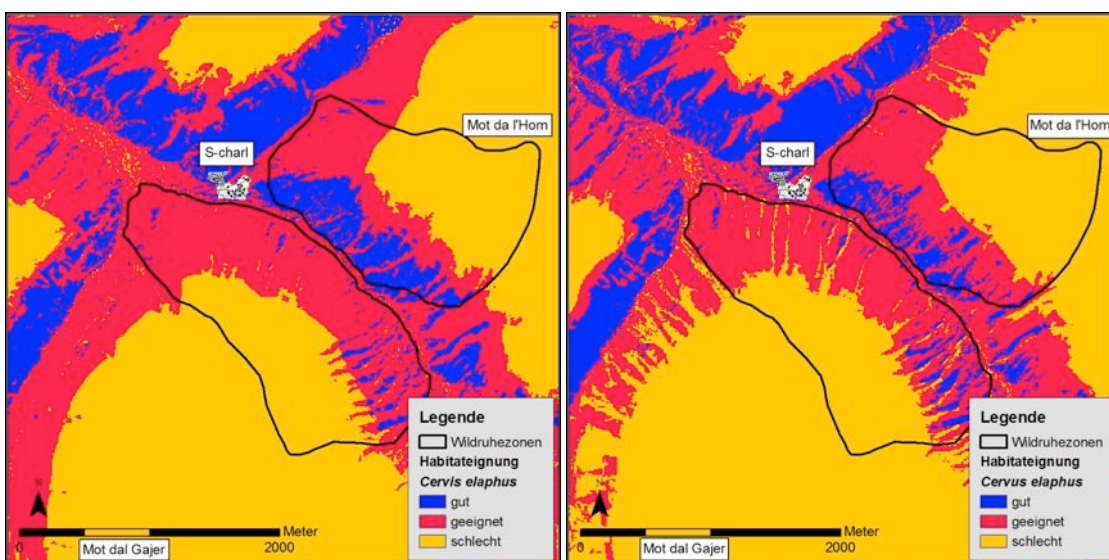 Mot da l'Hom
S-charl
Legende
Wildruhezonen
Habitateignung
Cervis elaphus
gut
geeignet
schlecht
N
Meter
0
2000
Mot dal Gajer
Mot da l'Hom
S-charl
Legende
Wildruhezonen
Habitateignung
Cervus elaphus
gut
geeignet
schlecht
N
Meter
0
2000
Mot dal Gajer